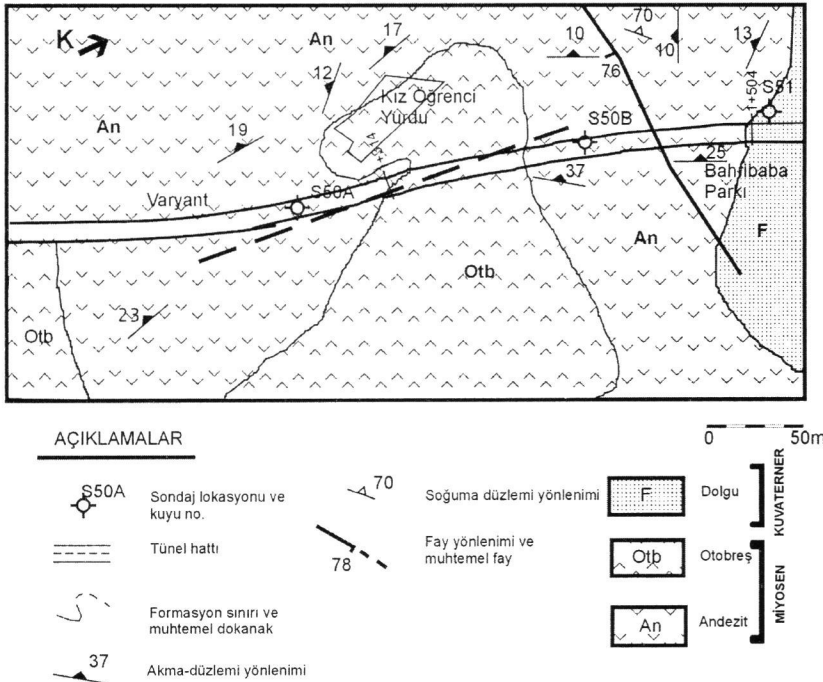 K
An
17
10
70
10
13
76
1+504
S51
12
Kız Öğrenci
Yurdu
S50B
An
19
25
Bahribaba
Parkı
37
Varyant
S50A
F
An
Otb
23
Otb
AÇIKLAMALAR
0 50m
S50A
Sondaj lokasyonu ve
kuyu no.
Tünel hattı
Formasyon sınırı ve
muhtemel dokanak
37
Akma-düzlemi yönlenimi
70
Soğuma düzlemi yönlenimi
78
Fay yönlenimi ve
muhtemel fay
F
Dolgu
KUVATERNER
Otb
Otobreş
An
Andezit
MİYOSEN